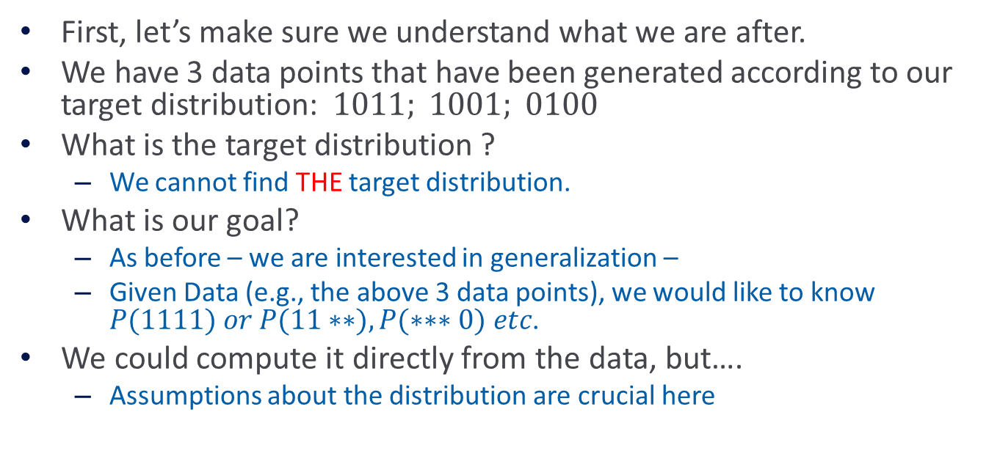 • First, let’s make sure we understand what we are after.
• We have 3 data points that have been generated according to our
target distribution: 1011; 1001; 0100
• What is the target distribution ?
– We cannot find THE target distribution.
• What is our goal?
– As before – we are interested in generalization –
– Given Data (e.g., the above 3 data points), we would like to know
P(1111) or P(11 ∗∗), P(∗∗∗ 0) etc.
• We could compute it directly from the data, but….
– Assumptions about the distribution are crucial here